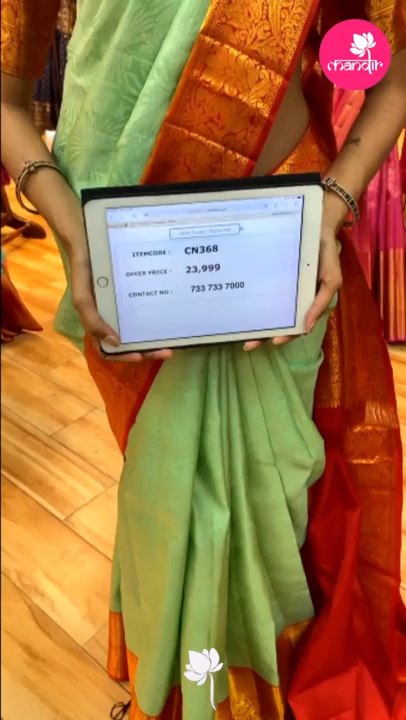 mandir
ITEMCODE : CN368
OFFER PRICE : 23,999
CONTACT NO : 733 733 7000